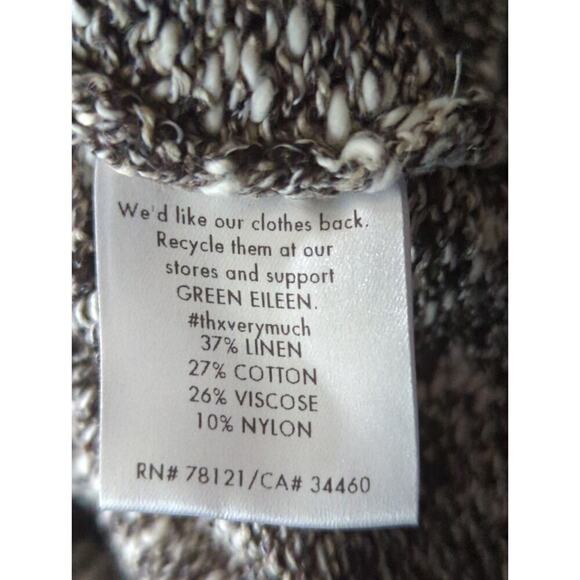 We'd like our clothes back.
Recycle them at our
stores and support
GREEN EILEEN.
#thxverymuch
37% LINEN
27% COTTON
26% VISCOSE
10% NYLON
RN# 78121/CA# 34460